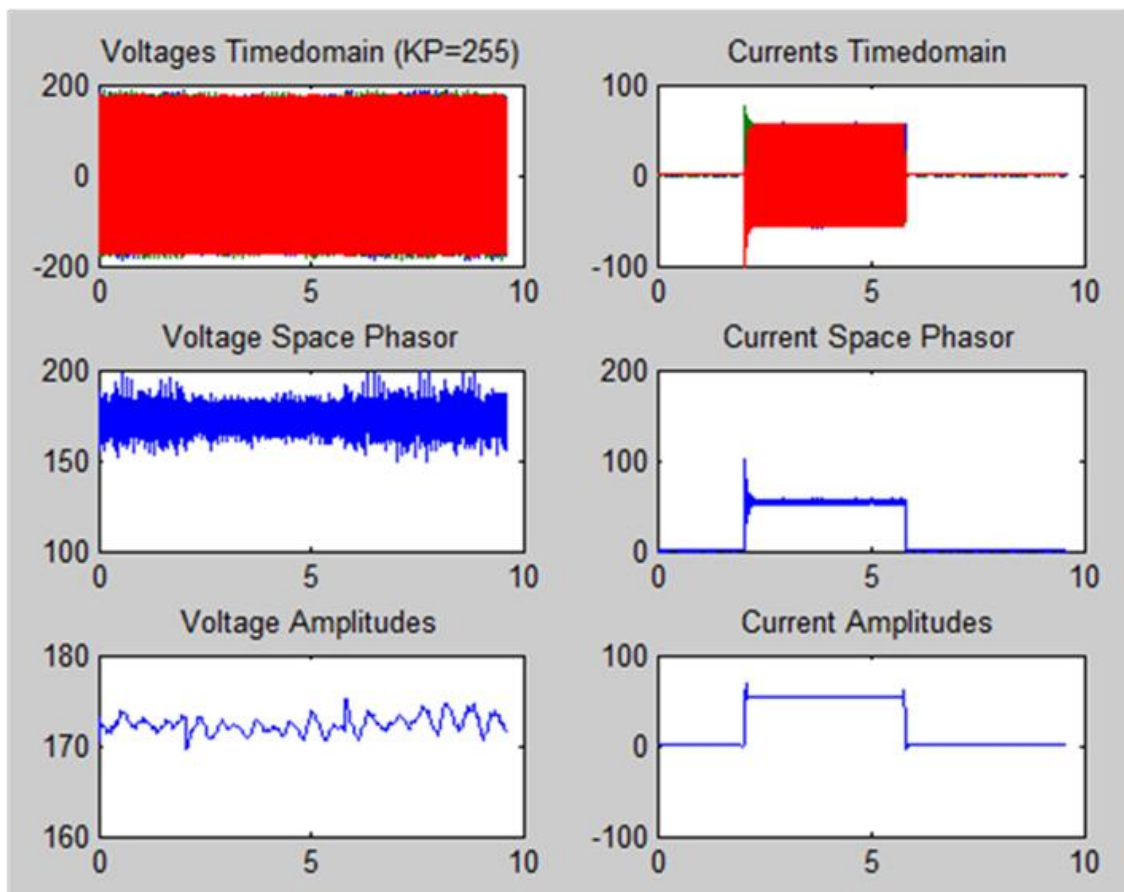 Voltages Timedomain (KP=255)
200
0
-200
0 5 10
Currents Timedomain
100
0
-100
0 5 10
Voltage Space Phasor
200
150
100
0 5 10
Current Space Phasor
200
100
0
0 5 10
Voltage Amplitudes
180
170
160
0 5 10
Current Amplitudes
100
0
-100
0 5 10